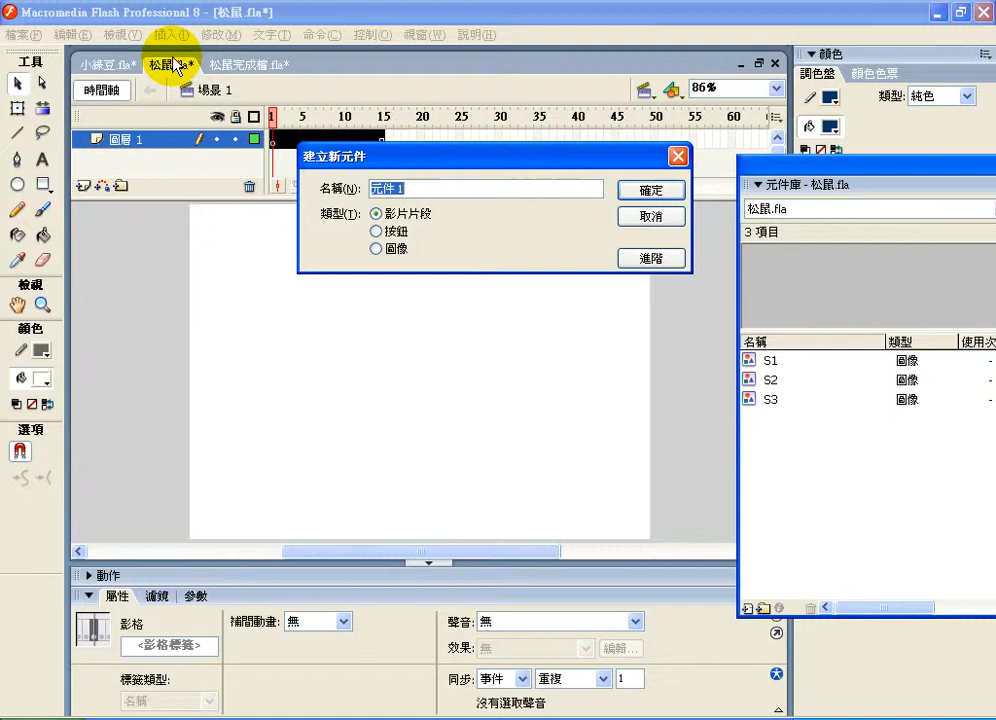 Macromedia Flash Professional 8 - [松鼠.fla*]
檔案(F) 編輯(E) 檢視(V) 插入(I) 修改(M) 文字(T) 命令(C) 控制(O) 視窗(W) 說明(H)
工具
小綠豆.fla* 松鼠.fla* 松鼠完成檔.fla*
時間軸 場景 1 86%
1 5 10 15 20 25 30 35 40 45 50 55 60
圖層 1
建立新元件
名稱(N): 元件 1
確定
類型(T): 影片片段
取消
按鈕
圖像
進階
檢視
顏色
選項
顏色
調色盤 顏色色票
類型: 純色
元件庫 - 松鼠.fla
松鼠.fla
3 項目
名稱 類型 使用次
S1 圖像 -
S2 圖像 -
S3 圖像 -
動作
屬性 濾鏡 參數
影格
<影格標籤>
標籤類型:
名稱
補間動畫: 無
聲音: 無
效果: 無 編輯...
同步: 事件 重複 1
沒有選取聲音